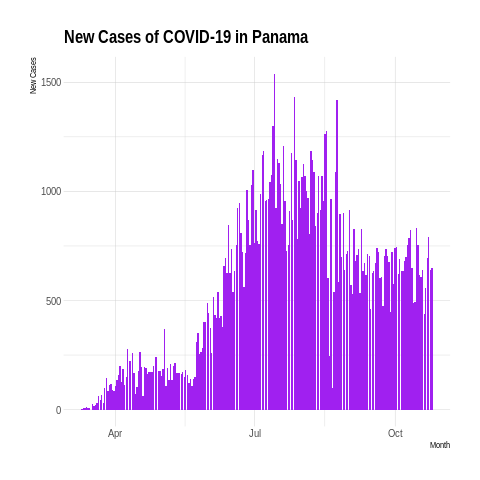 New Cases of COVID-19 in Panama
New Cases
1500
1000
500
0
Apr
Jul
Oct
Month